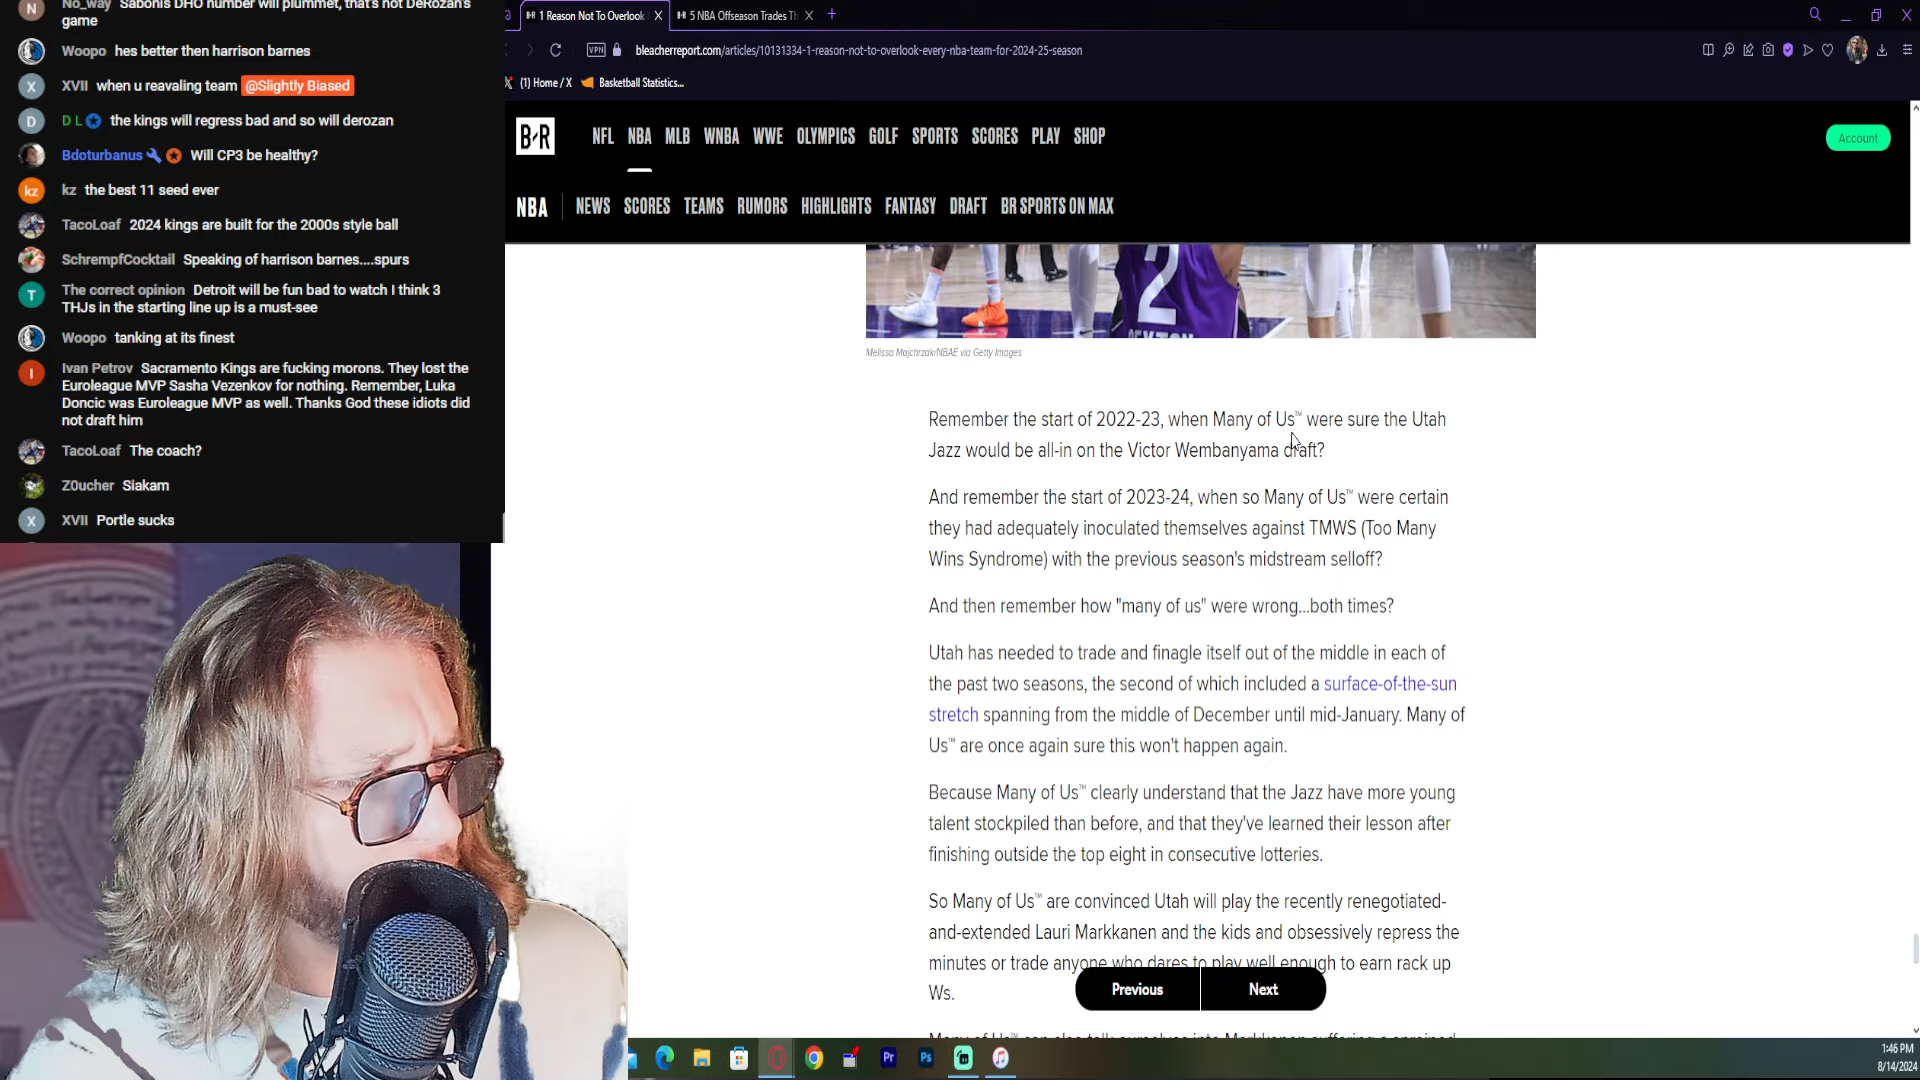 No_way Sabonis DHO number will plummet, that's not DeRozan's
game
Woopo hes better then harrison barnes
XVII when u reavaling team @Slightly Biased
D L the kings will regress bad and so will derozan
Bdoturbanus Will CP3 be healthy?
kz the best 11 seed ever
TacoLoaf 2024 kings are built for the 2000s style ball
SchrempfCocktail Speaking of harrison barnes....spurs
The correct opinion Detroit will be fun bad to watch I think 3
THJs in the starting line up is a must-see
Woopo tanking at its finest
Ivan Petrov Sacramento Kings are fucking morons. They lost the
Euroleague MVP Sasha Vezenkov for nothing. Remember, Luka
Doncic was Euroleague MVP as well. Thanks God these idiots did
not draft him
TacoLoaf The coach?
Z0ucher Siakam
XVII Portle sucks
1 Reason Not To Overlook
5 NBA Offseason Trades Th
VPN bleacherreport.com/articles/10131334-1-reason-not-to-overlook-every-nba-team-for-2024-25-season
(1) Home / X Basketball Statistics...
B/R NFL NBA MLB WNBA WWE OLYMPICS GOLF SPORTS SCORES PLAY SHOP
Account
NBA NEWS SCORES TEAMS RUMORS HIGHLIGHTS FANTASY DRAFT BR SPORTS ON MAX
2
SEXTON
Melissa Majchrzak/NBAE via Getty Images
Remember the start of 2022-23, when Many of Us™ were sure the Utah
Jazz would be all-in on the Victor Wembanyama draft?
And remember the start of 2023-24, when so Many of Us™ were certain
they had adequately inoculated themselves against TMWS (Too Many
Wins Syndrome) with the previous season's midstream selloff?
And then remember how "many of us" were wrong...both times?
Utah has needed to trade and finagle itself out of the middle in each of
the past two seasons, the second of which included a surface-of-the-sun
stretch spanning from the middle of December until mid-January. Many of
Us™ are once again sure this won't happen again.
Because Many of Us™ clearly understand that the Jazz have more young
talent stockpiled than before, and that they've learned their lesson after
finishing outside the top eight in consecutive lotteries.
So Many of Us™ are convinced Utah will play the recently renegotiated-
and-extended Lauri Markkanen and the kids and obsessively repress the
minutes or trade anyone who dares to play well enough to earn rack up
Ws.
Previous Next
Pr Ps
1:46 PM
8/14/2024